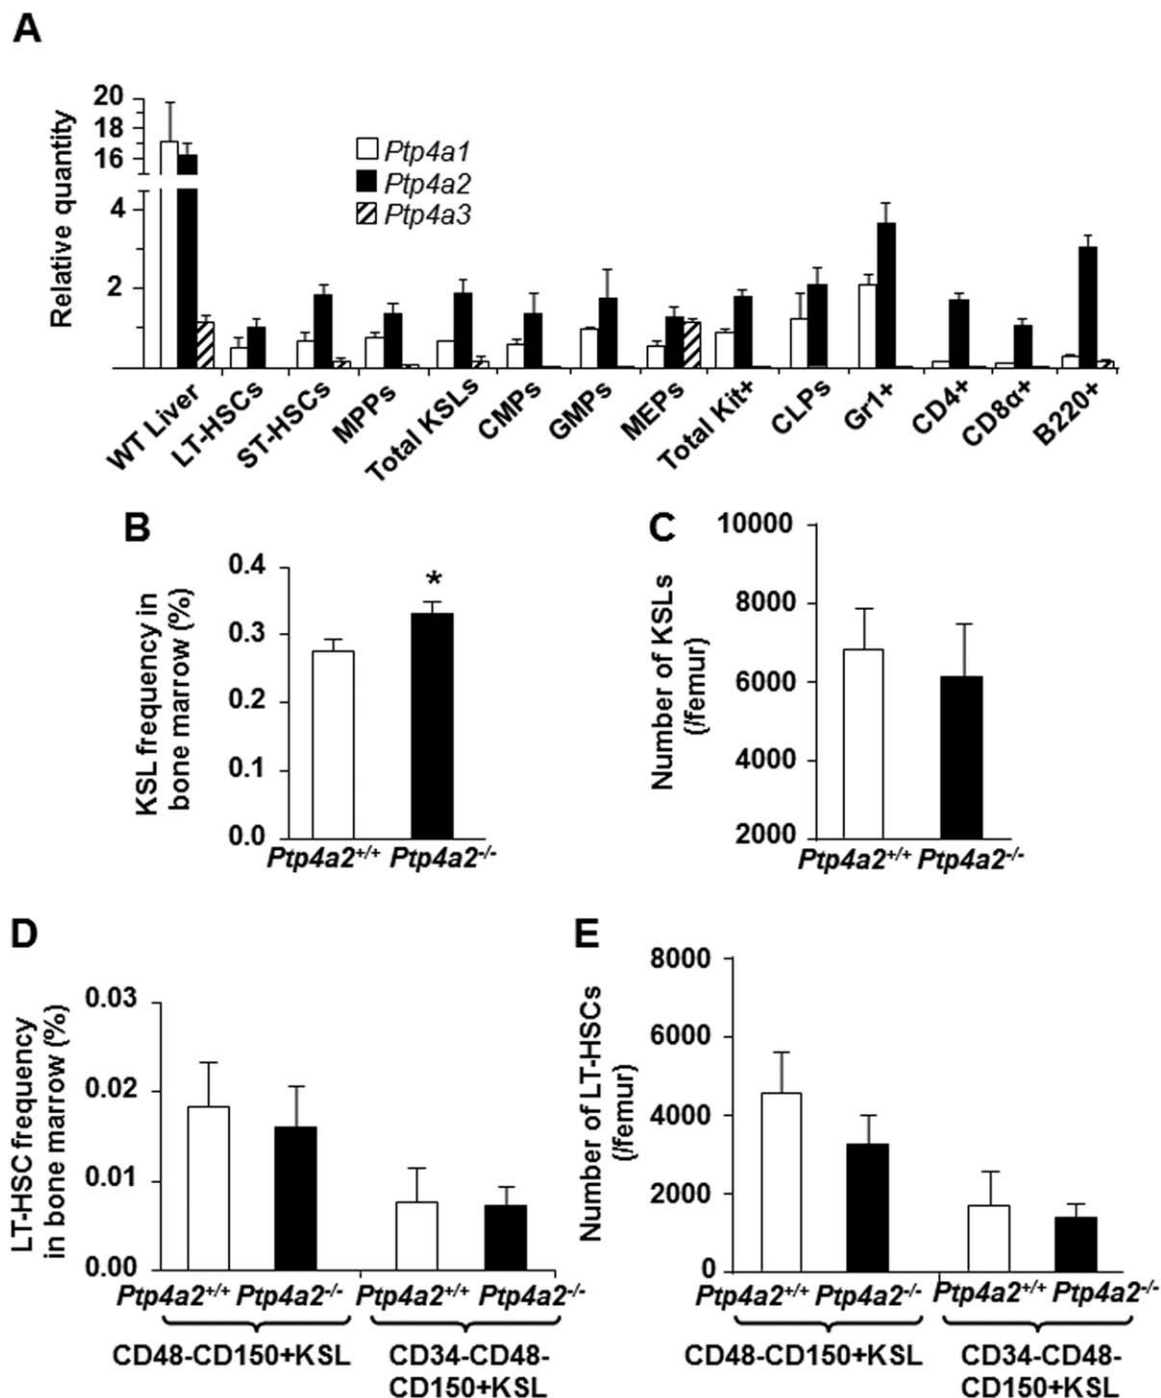 A
Relative quantity
20
18
16
4
2
Ptp4a1
Ptp4a2
Ptp4a3
WT Liver
LT-HSCs
ST-HSCs
MPPs
Total KSLs
CMPs
GMPs
MEPs
Total Kit+
CLPs
Gr1+
CD4+
CD8α+
B220+
B
KSL frequency in
bone marrow (%)
0.4
0.3
0.2
0.1
0.0
*
Ptp4a2+/+ Ptp4a2-/-
C
Number of KSLs
(/femur)
10000
8000
6000
4000
2000
Ptp4a2+/+ Ptp4a2-/-
D
LT-HSC frequency
in bone marrow (%)
0.03
0.02
0.01
0.00
Ptp4a2+/+ Ptp4a2-/- Ptp4a2+/+ Ptp4a2-/-
CD48-CD150+KSL
CD34-CD48-
CD150+KSL
E
Number of LT-HSCs
(/femur)
8000
6000
4000
2000
0
Ptp4a2+/+ Ptp4a2-/- Ptp4a2+/+ Ptp4a2-/-
CD48-CD150+KSL
CD34-CD48-
CD150+KSL